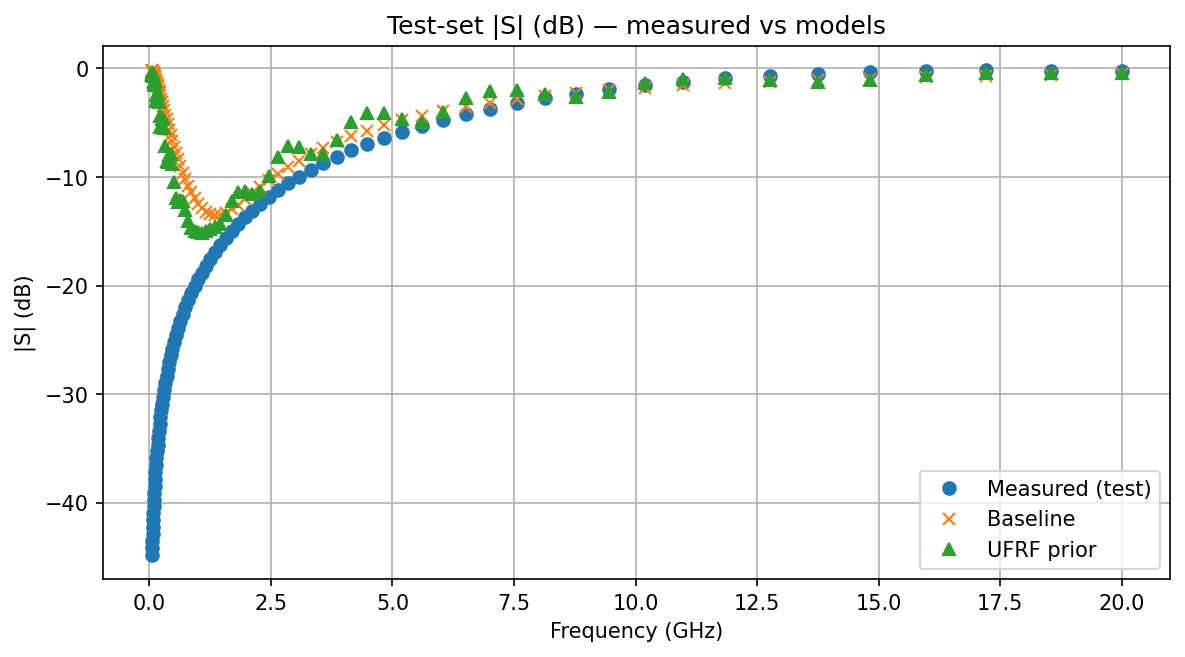 Test-set |S| (dB) — measured vs models
|S| (dB)
0
−10
−20
−30
−40
0.0 2.5 5.0 7.5 10.0 12.5 15.0 17.5 20.0
Frequency (GHz)
Measured (test)
Baseline
UFRF prior